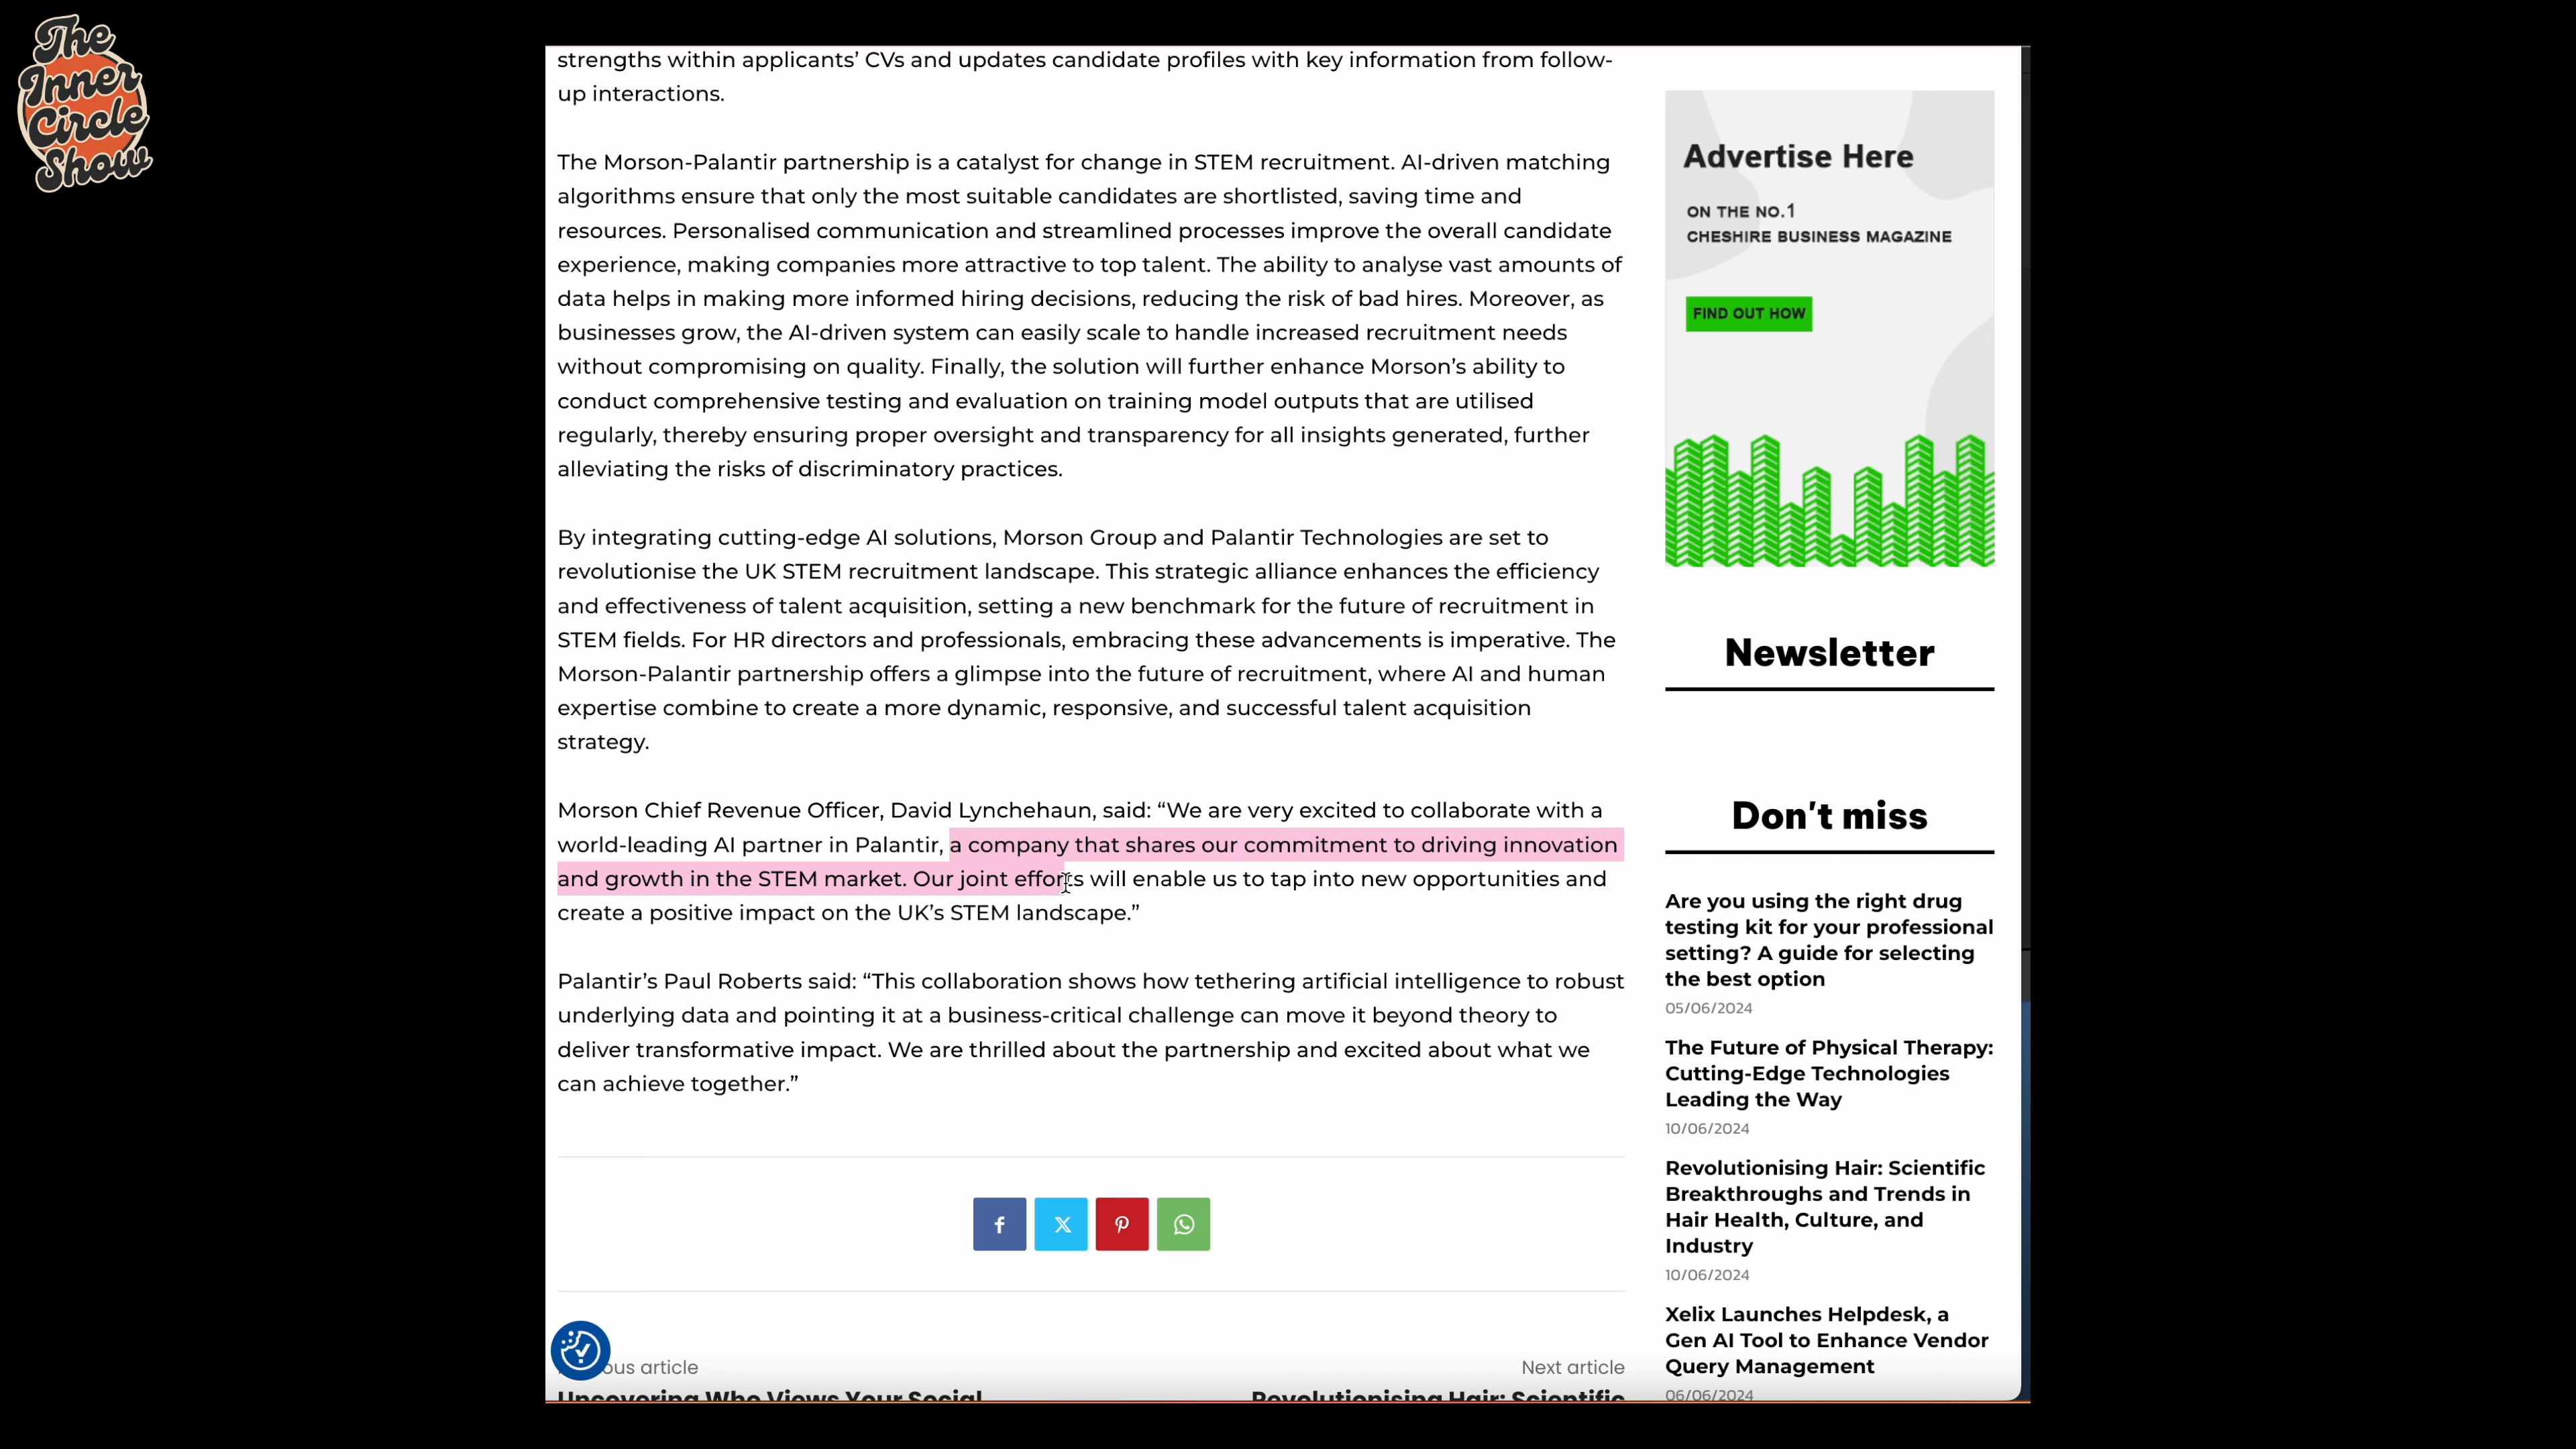 The
Inner
Circle
Show
strengths within applicants’ CVs and updates candidate profiles with key information from follow-
up interactions.
The Morson-Palantir partnership is a catalyst for change in STEM recruitment. AI-driven matching
algorithms ensure that only the most suitable candidates are shortlisted, saving time and
resources. Personalised communication and streamlined processes improve the overall candidate
experience, making companies more attractive to top talent. The ability to analyse vast amounts of
data helps in making more informed hiring decisions, reducing the risk of bad hires. Moreover, as
businesses grow, the AI-driven system can easily scale to handle increased recruitment needs
without compromising on quality. Finally, the solution will further enhance Morson’s ability to
conduct comprehensive testing and evaluation on training model outputs that are utilised
regularly, thereby ensuring proper oversight and transparency for all insights generated, further
alleviating the risks of discriminatory practices.
By integrating cutting-edge AI solutions, Morson Group and Palantir Technologies are set to
revolutionise the UK STEM recruitment landscape. This strategic alliance enhances the efficiency
and effectiveness of talent acquisition, setting a new benchmark for the future of recruitment in
STEM fields. For HR directors and professionals, embracing these advancements is imperative. The
Morson-Palantir partnership offers a glimpse into the future of recruitment, where AI and human
expertise combine to create a more dynamic, responsive, and successful talent acquisition
strategy.
Morson Chief Revenue Officer, David Lynchehaun, said: “We are very excited to collaborate with a
world-leading AI partner in Palantir, a company that shares our commitment to driving innovation
and growth in the STEM market. Our joint efforts will enable us to tap into new opportunities and
create a positive impact on the UK’s STEM landscape.”
Palantir’s Paul Roberts said: “This collaboration shows how tethering artificial intelligence to robust
underlying data and pointing it at a business-critical challenge can move it beyond theory to
deliver transformative impact. We are thrilled about the partnership and excited about what we
can achieve together.”
ous article
Next article
Uncovering Who Views Your Social
Revolutionising Hair: Scientific
Advertise Here
ON THE NO.1
CHESHIRE BUSINESS MAGAZINE
FIND OUT HOW
Newsletter
Don't miss
Are you using the right drug
testing kit for your professional
setting? A guide for selecting
the best option
05/06/2024
The Future of Physical Therapy:
Cutting-Edge Technologies
Leading the Way
10/06/2024
Revolutionising Hair: Scientific
Breakthroughs and Trends in
Hair Health, Culture, and
Industry
10/06/2024
Xelix Launches Helpdesk, a
Gen AI Tool to Enhance Vendor
Query Management
06/06/2024